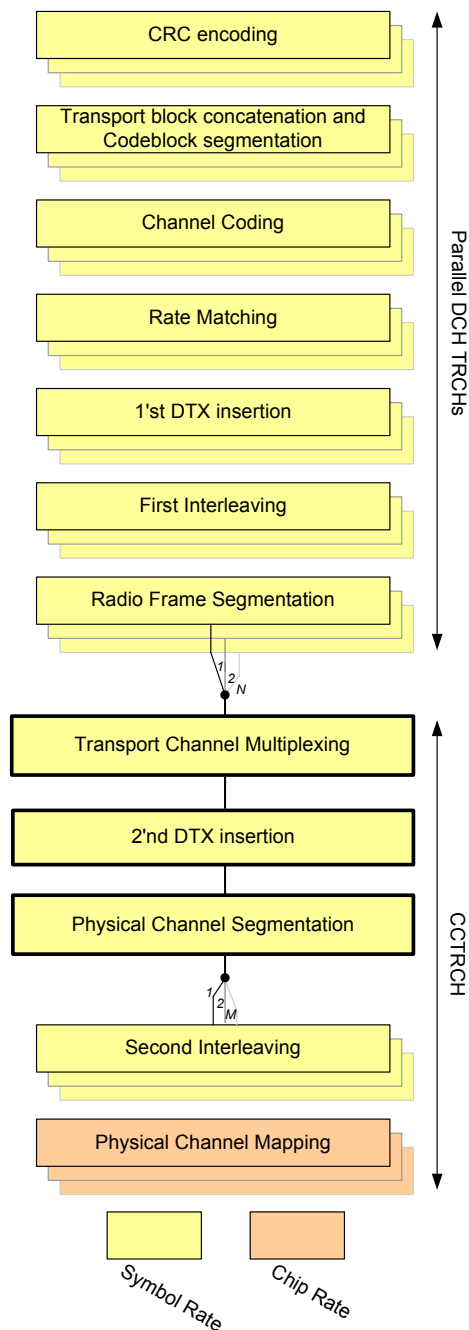 CRC encoding
Transport block concatenation and
Codeblock segmentation
Channel Coding
Rate Matching
1'st DTX insertion
First Interleaving
Radio Frame Segmentation
Parallel DCH TRCHs
1
2
N
Transport Channel Multiplexing
2'nd DTX insertion
Physical Channel Segmentation
1
2
M
Second Interleaving
Physical Channel Mapping
CCTRCH
Symbol Rate
Chip Rate